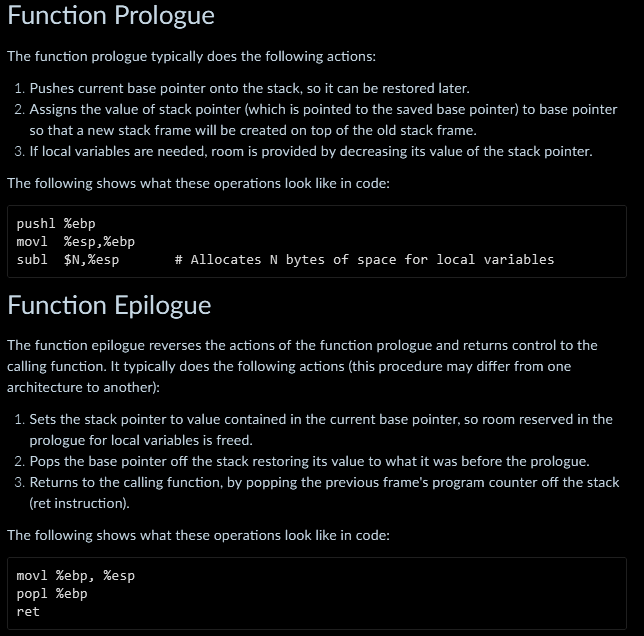 Function Prologue
The function prologue typically does the following actions:
1. Pushes current base pointer onto the stack, so it can be restored later.
2. Assigns the value of stack pointer (which is pointed to the saved base pointer) to base pointer
so that a new stack frame will be created on top of the old stack frame.
3. If local variables are needed, room is provided by decreasing its value of the stack pointer.
The following shows what these operations look like in code:
pushl %ebp
movl  %esp,%ebp
subl  $N,%esp       # Allocates N bytes of space for local variables
Function Epilogue
The function epilogue reverses the actions of the function prologue and returns control to the
calling function. It typically does the following actions (this procedure may differ from one
architecture to another):
1. Sets the stack pointer to value contained in the current base pointer, so room reserved in the
prologue for local variables is freed.
2. Pops the base pointer off the stack restoring its value to what it was before the prologue.
3. Returns to the calling function, by popping the previous frame's program counter off the stack
(ret instruction).
The following shows what these operations look like in code:
movl %ebp, %esp
popl %ebp
ret